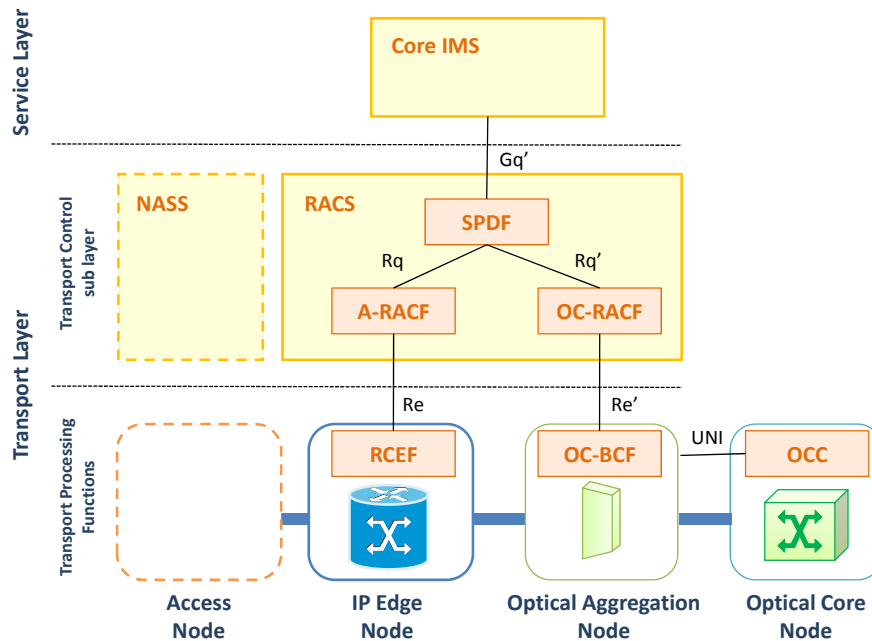 Service Layer
Core IMS
Gq’
Transport Layer
Transport Control
sub layer
NASS
RACS
SPDF
Rq
Rq’
A-RACF
OC-RACF
Re
Re’
Transport Processing
Functions
RCEF
OC-BCF
UNI
OCC
Access
Node
IP Edge
Node
Optical Aggregation
Node
Optical Core
Node